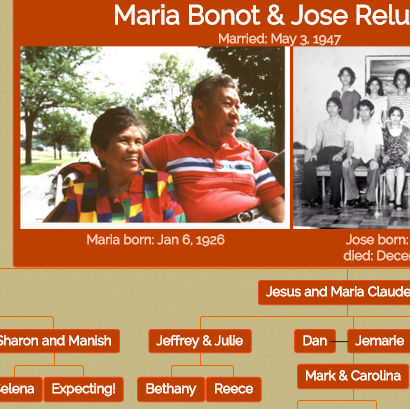 Maria Bonot & Jose Relu
Married: May 3, 1947
Maria born: Jan 6, 1926
Jose born:
died: Dece
Jesus and Maria Claude
Sharon and Manish
Jeffrey & Julie
Dan
Jemarie
elena
Expecting!
Bethany
Reece
Mark & Carolina